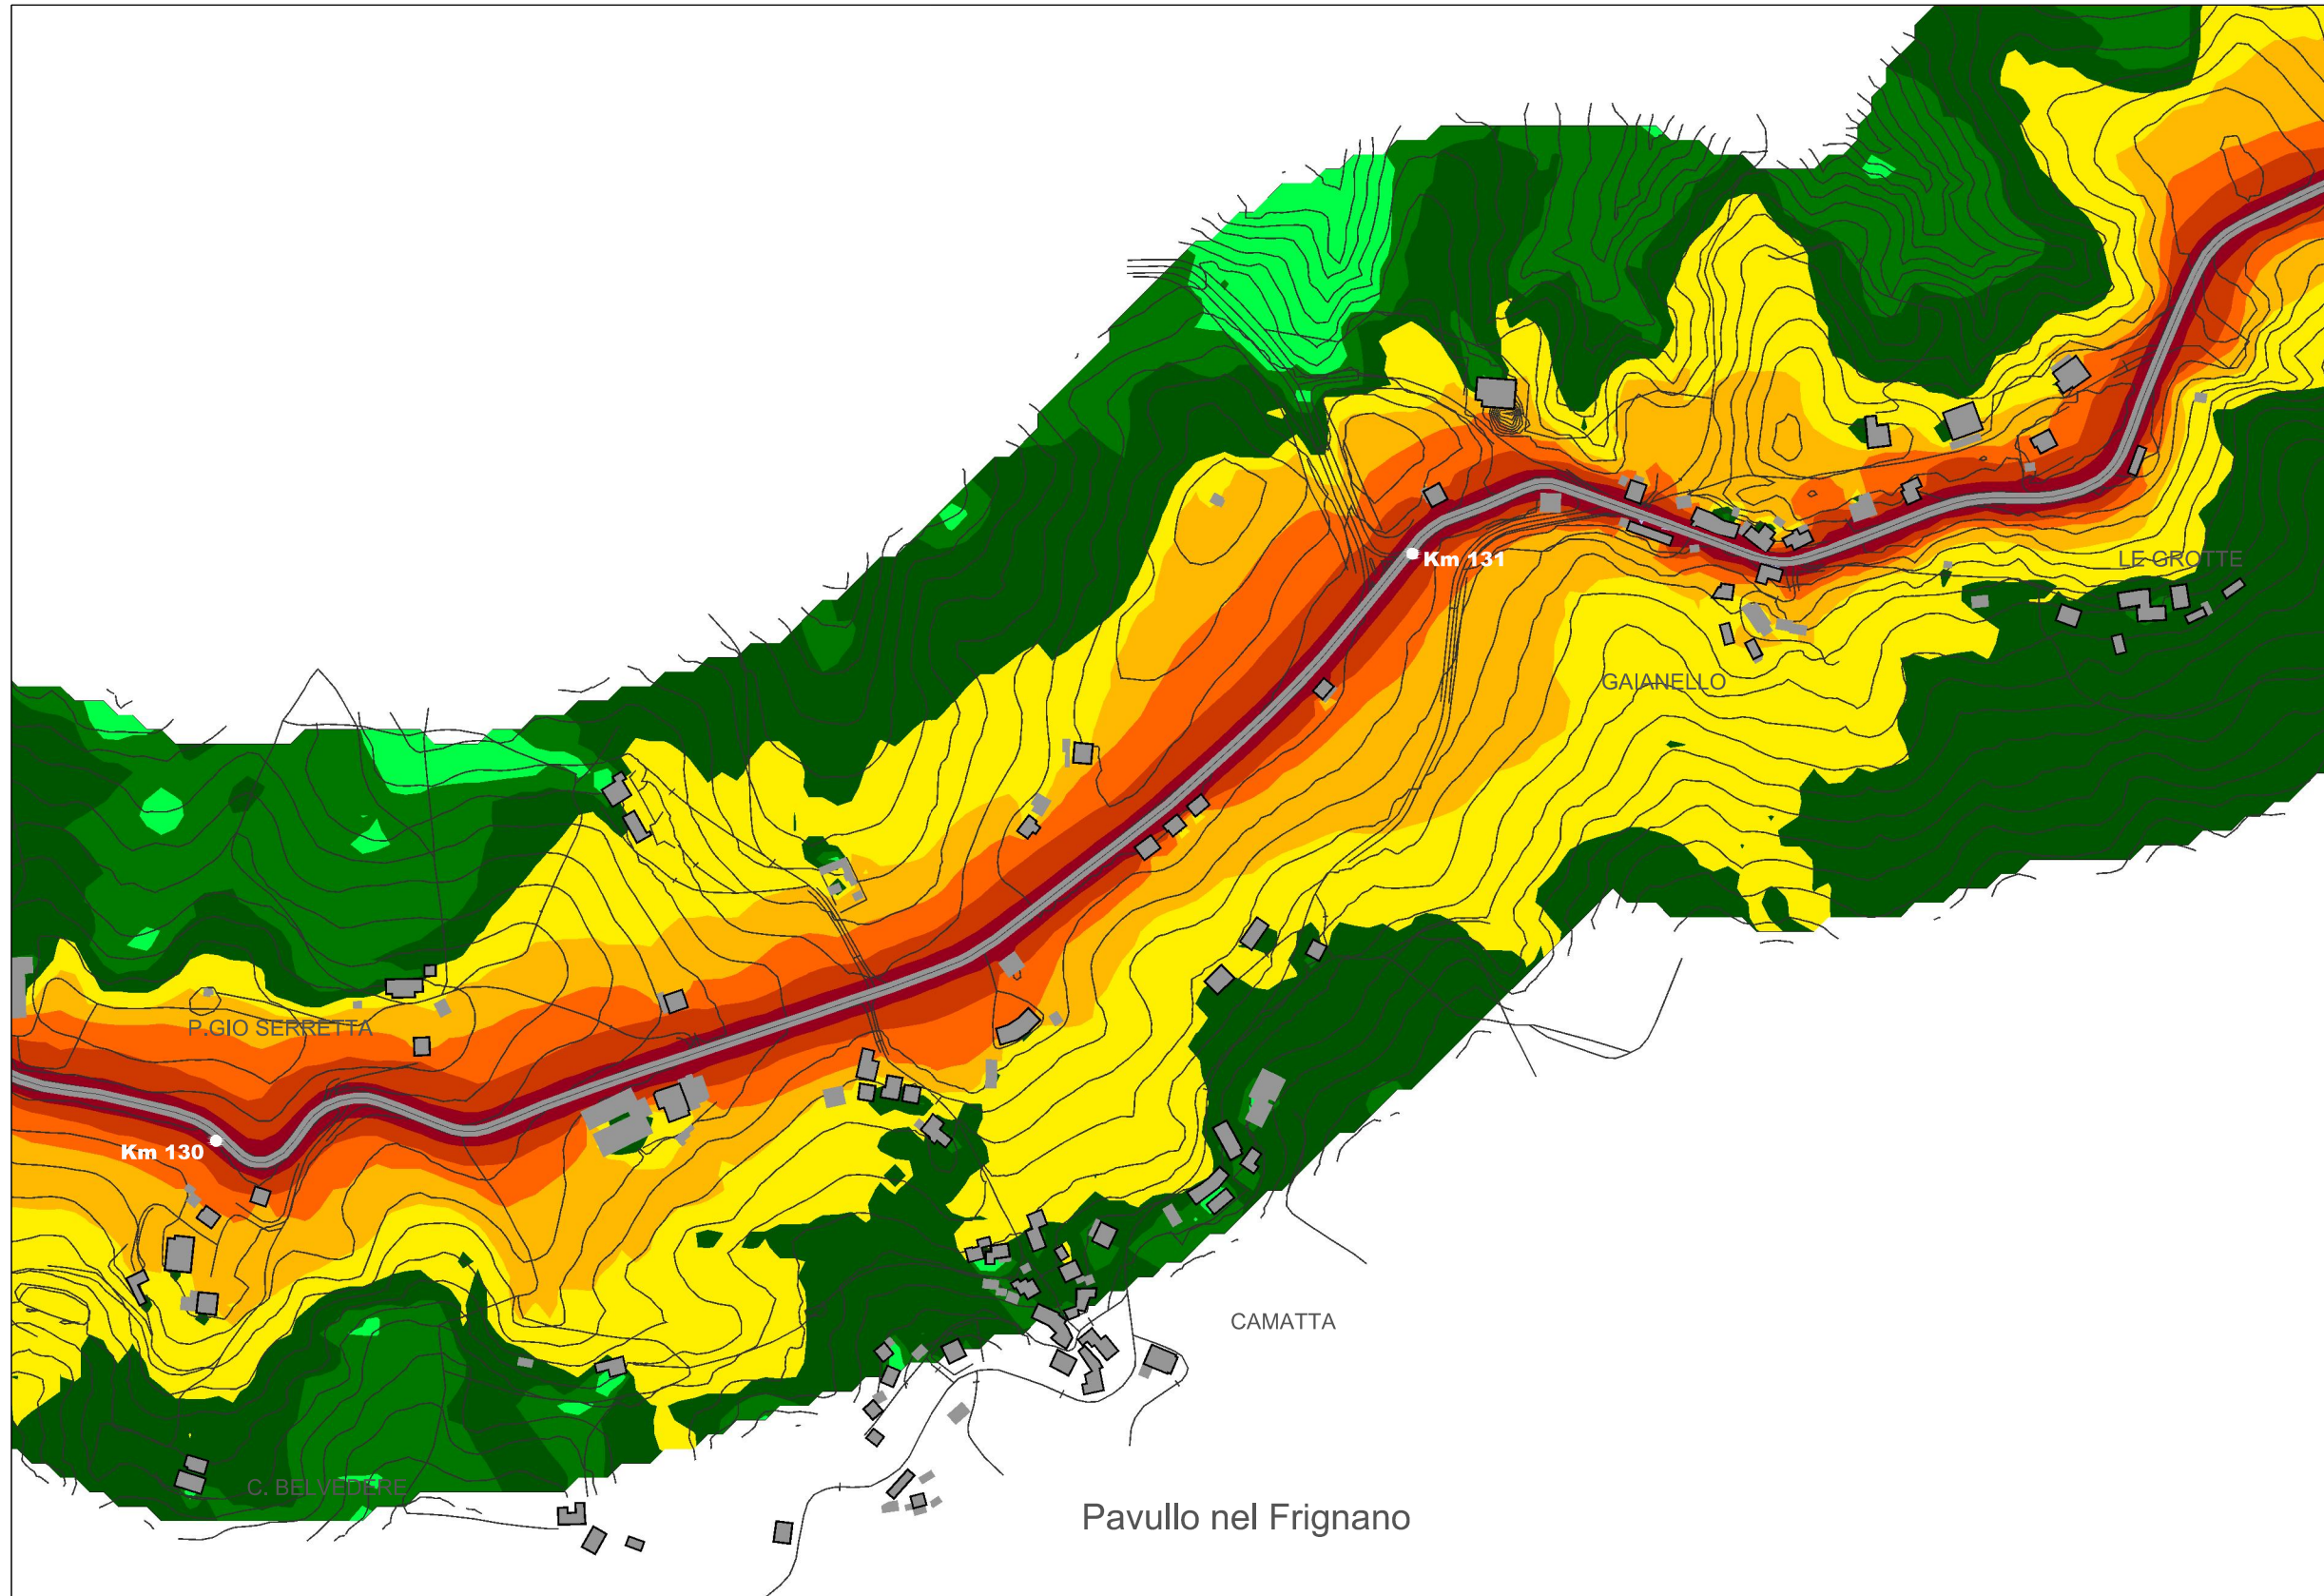 Km 131
LE GROTTE
GAIANELLO
P.GIO SERRETTA
Km 130
CAMATTA
C. BELVEDERE
Pavullo nel Frignano